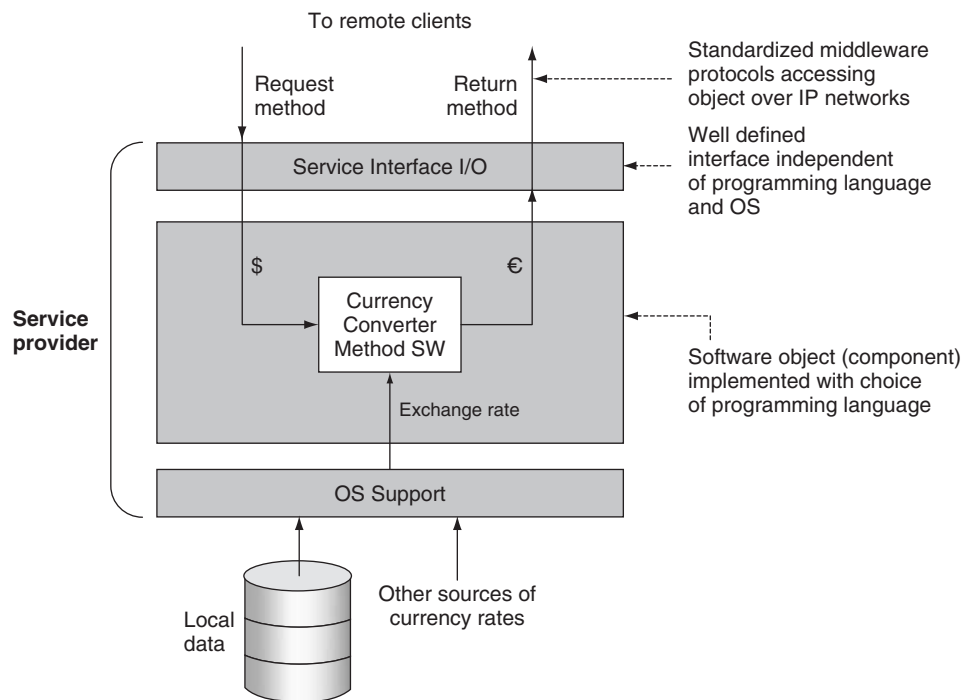 To remote clients
Request
method
Return
method
Standardized middleware
protocols accessing
object over IP networks
Service Interface I/O
Well defined
interface independent
of programming language
and OS
$
€
Service
provider
Currency
Converter
Method SW
Software object (component)
implemented with choice
of programming language
Exchange rate
OS Support
Local
data
Other sources of
currency rates